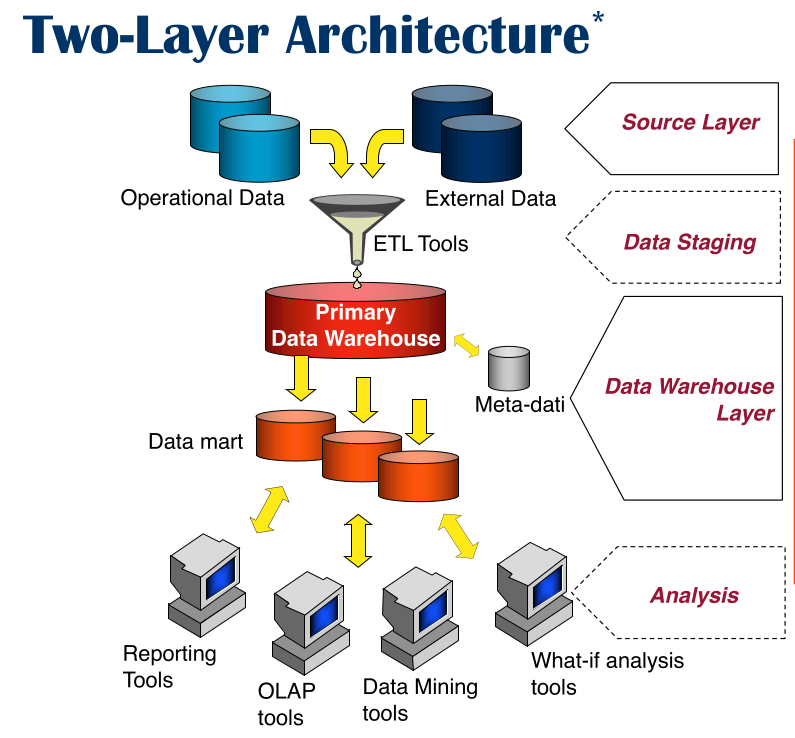 Two-Layer Architecture*
Source Layer
Operational Data
External Data
ETL Tools
Data Staging
Primary
Data Warehouse
Meta-dati
Data Warehouse
Layer
Data mart
Analysis
Reporting
Tools
OLAP
tools
Data Mining
tools
What-if analysis
tools